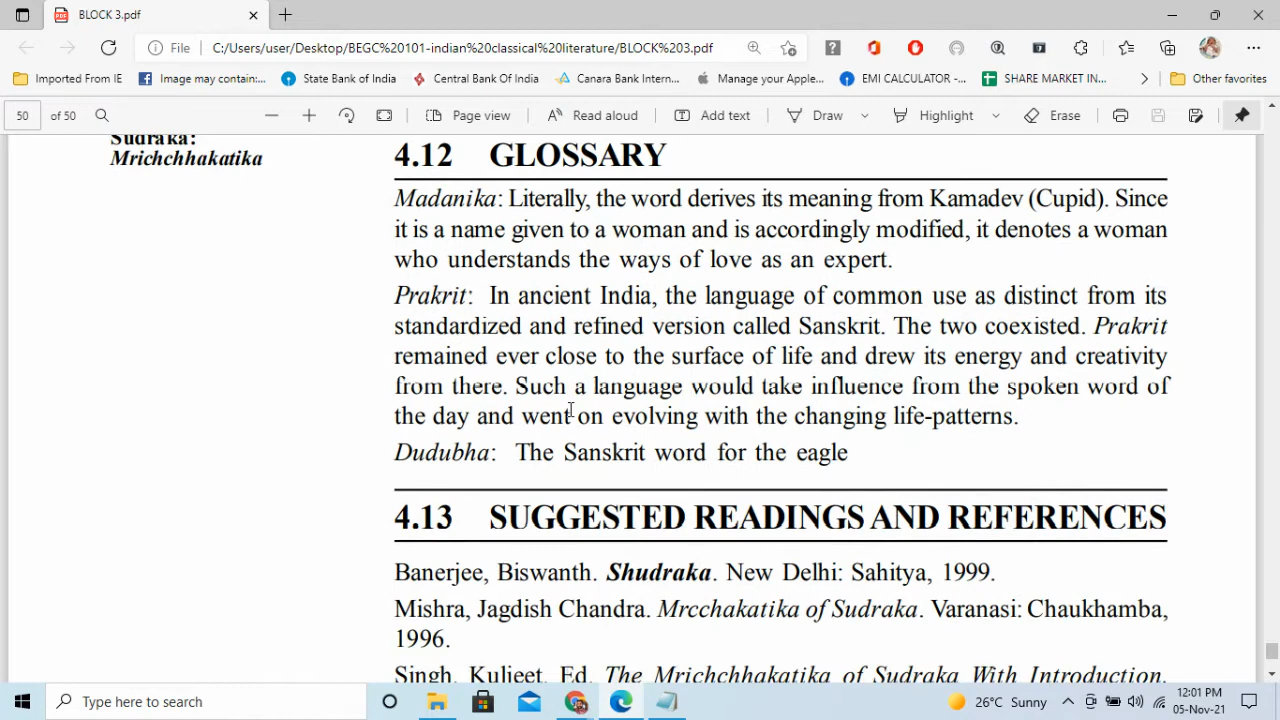 BLOCK 3.pdf
File C:/Users/user/Desktop/BEGC%20101-indian%20classical%20literature/BLOCK%203.pdf
Imported From IE Image may contain:... State Bank of India Central Bank Of India Canara Bank Intern... Manage your Apple... EMI CALCULATOR -... SHARE MARKET IN... Other favorites
50 of 50 Page view Read aloud Add text Draw Highlight Erase
Sudraka:
Mrichchhakatika
4.12 GLOSSARY
Madanika: Literally, the word derives its meaning from Kamadev (Cupid). Since
it is a name given to a woman and is accordingly modified, it denotes a woman
who understands the ways of love as an expert.
Prakrit: In ancient India, the language of common use as distinct from its
standardized and refined version called Sanskrit. The two coexisted. Prakrit
remained ever close to the surface of life and drew its energy and creativity
from there. Such a language would take influence from the spoken word of
the day and went on evolving with the changing life-patterns.
Dudubha: The Sanskrit word for the eagle
4.13 SUGGESTED READINGS AND REFERENCES
Banerjee, Biswanth. Shudraka. New Delhi: Sahitya, 1999.
Mishra, Jagdish Chandra. Mrcchakatika of Sudraka. Varanasi: Chaukhamba,
1996.
Singh, Kuljeet. Ed. The Mrichchhakatika of Sudraka With Introduction.
Type here to search
26°C Sunny
12:01 PM
05-Nov-21